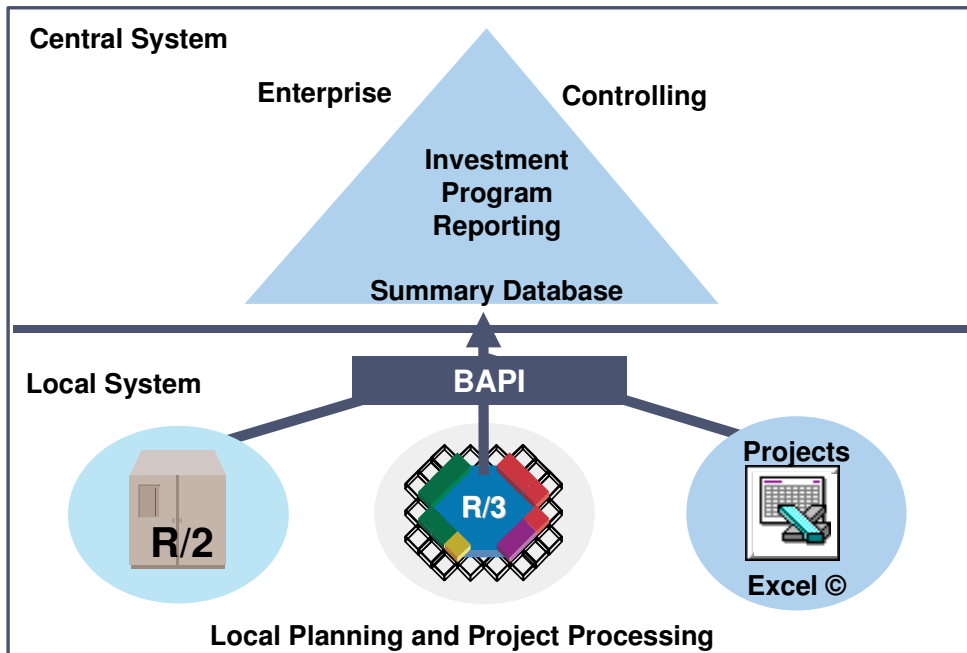 Central System
Enterprise
Controlling
Investment
Program
Reporting
Summary Database
Local System
BAPI
R/2
R/3
Projects
Excel ©
Local Planning and Project Processing